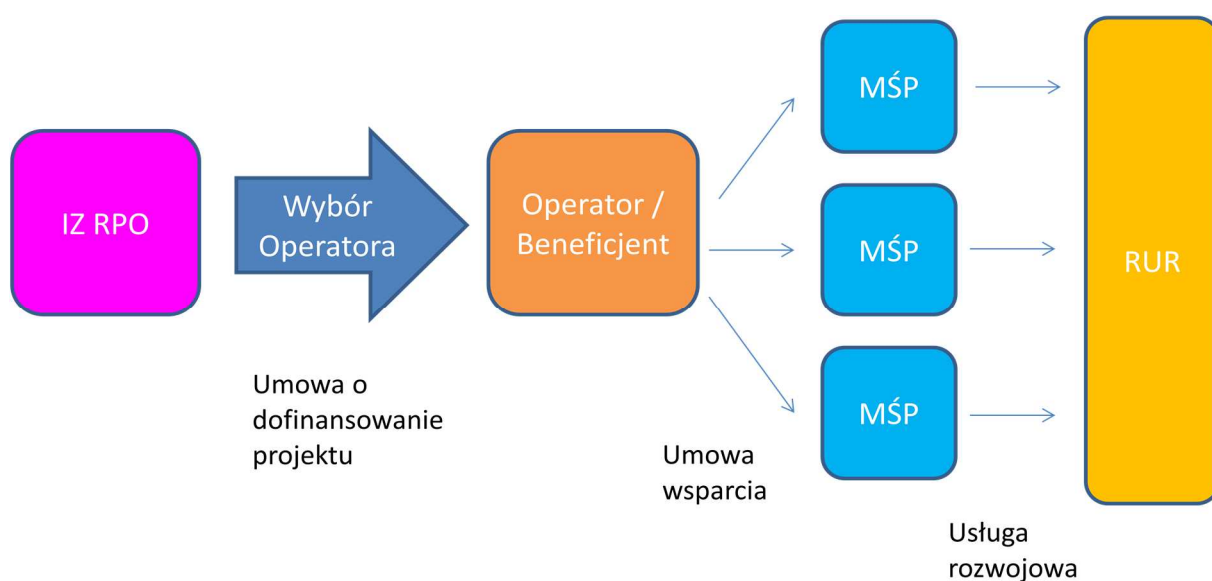 IZ RPO
Wybór
Operatora
Umowa o
dofinansowanie
projektu
Operator /
Beneficjent
Umowa
wsparcia
MŚP
MŚP
MŚP
Usługa
rozwojowa
RUR